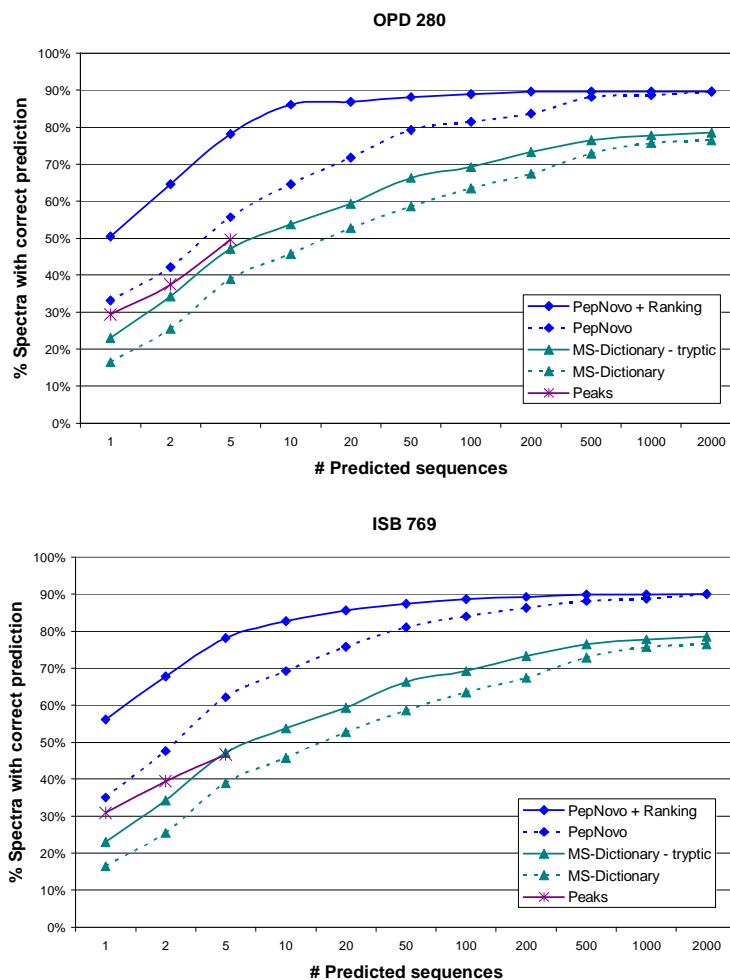 OPD 280
100%
90%
80%
70%
60%
50%
40%
30%
20%
10%
0%
% Spectra with correct prediction
PepNovo + Ranking
PepNovo
MS-Dictionary - tryptic
MS-Dictionary
Peaks
1 2 5 10 20 50 100 200 500 1000 2000
# Predicted sequences
ISB 769
100%
90%
80%
70%
60%
50%
40%
30%
20%
10%
0%
% Spectra with correct prediction
PepNovo + Ranking
PepNovo
MS-Dictionary - tryptic
MS-Dictionary
Peaks
1 2 5 10 20 50 100 200 500 1000 2000
# Predicted sequences